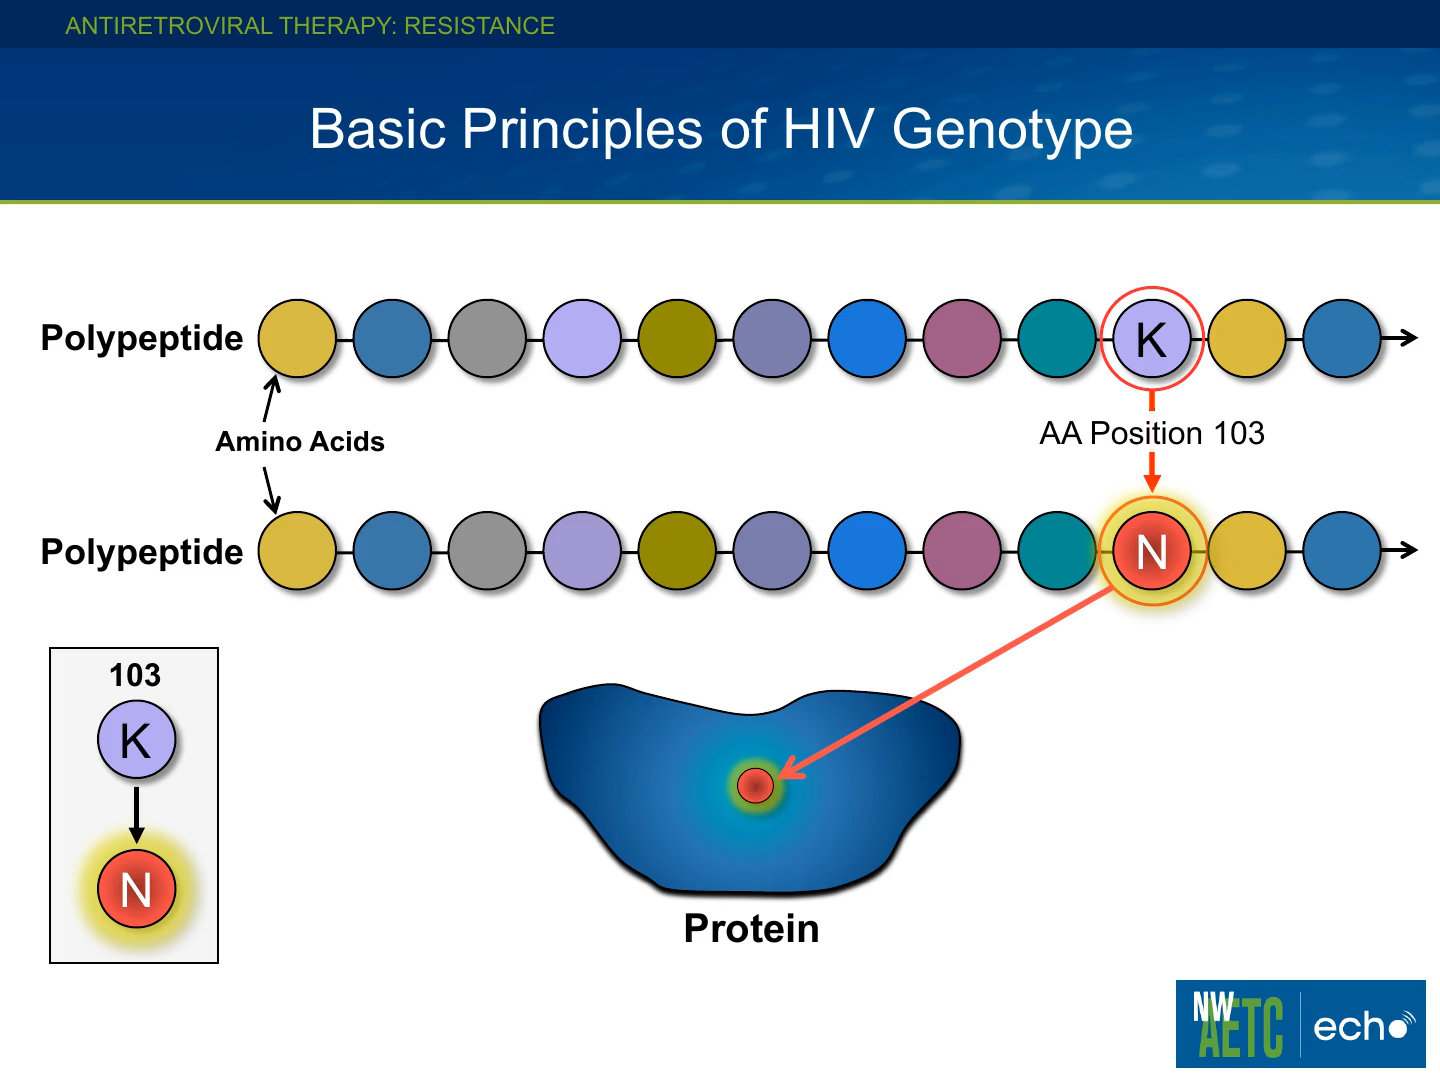 ANTIRETROVIRAL THERAPY: RESISTANCE
Basic Principles of HIV Genotype
Polypeptide
K
Amino Acids
AA Position 103
Polypeptide
N
103
K
N
Protein
NW
AETC
echo